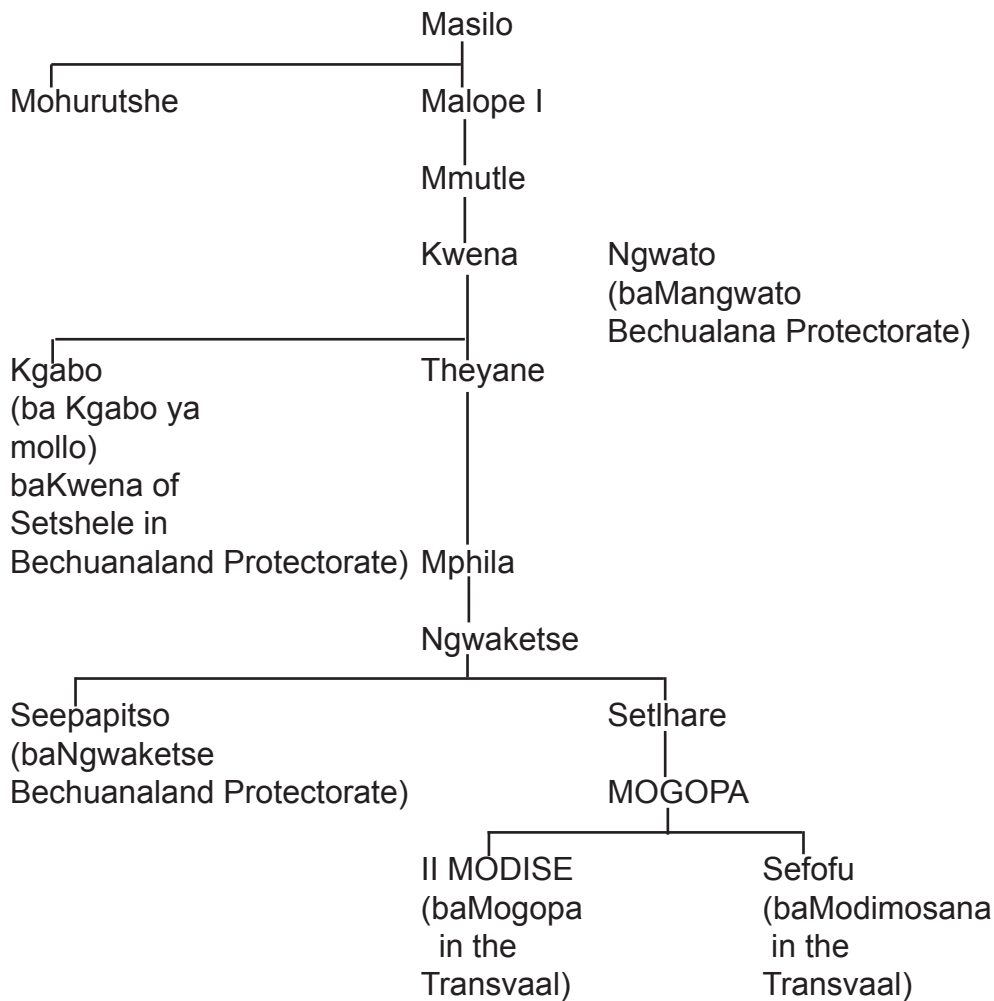 Masilo
Mohurutshe
Malope I
Mmutle
Kwena
Ngwato
(baMangwato
Bechualana Protectorate)
Kgabo
(ba Kgabo ya
mollo)
baKwena of
Setshele in
Bechuanaland Protectorate)
Theyane
Mphila
Ngwaketse
Seepapitso
(baNgwaketse
Bechuanaland Protectorate)
Setlhare
MOGOPA
II MODISE
(baMogopa
in the
Transvaal)
Sefofu
(baModimosana
in the
Transvaal)